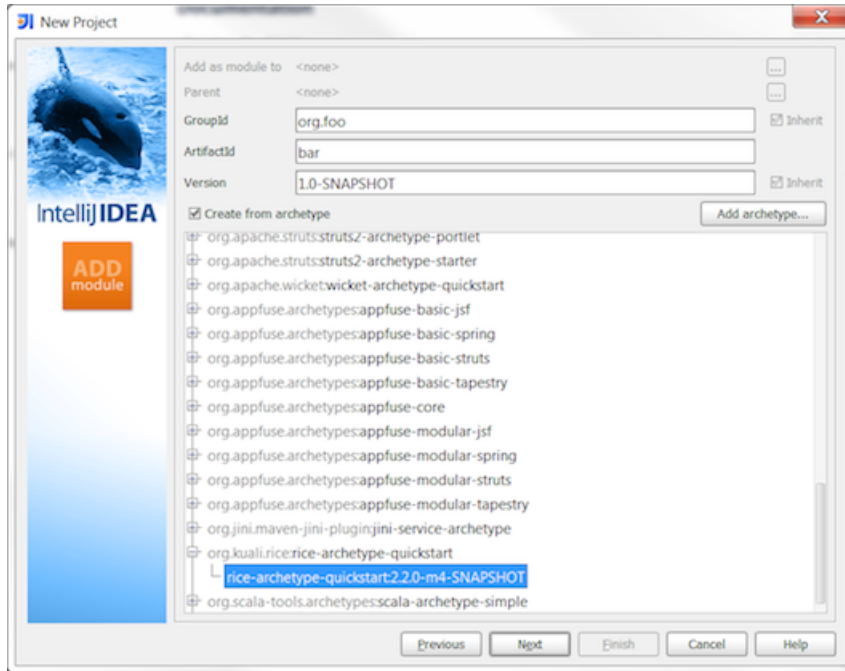 Documentation
New Project
Add as module to <none> ...
Parent <none> ...
GroupId org.foo Inherit
ArtifactId bar
Version 1.0-SNAPSHOT Inherit
IntelliJIDEA
ADD
module
Create from archetype Add archetype...
org.apache.struts:struts2-archetype-portlet
org.apache.struts:struts2-archetype-starter
org.apache.wicket:wicket-archetype-quickstart
org.appfuse.archetypes:appfuse-basic-jsf
org.appfuse.archetypes:appfuse-basic-spring
org.appfuse.archetypes:appfuse-basic-struts
org.appfuse.archetypes:appfuse-basic-tapestry
org.appfuse.archetypes:appfuse-core
org.appfuse.archetypes:appfuse-modular-jsf
org.appfuse.archetypes:appfuse-modular-spring
org.appfuse.archetypes:appfuse-modular-struts
org.appfuse.archetypes:appfuse-modular-tapestry
org.jini.maven-jini-plugin:jini-service-archetype
org.kuali.rice:rice-archetype-quickstart
rice-archetype-quickstart:2.2.0-m4-SNAPSHOT
org.scala-tools.archetypes:scala-archetype-simple
Previous Next Finish Cancel Help